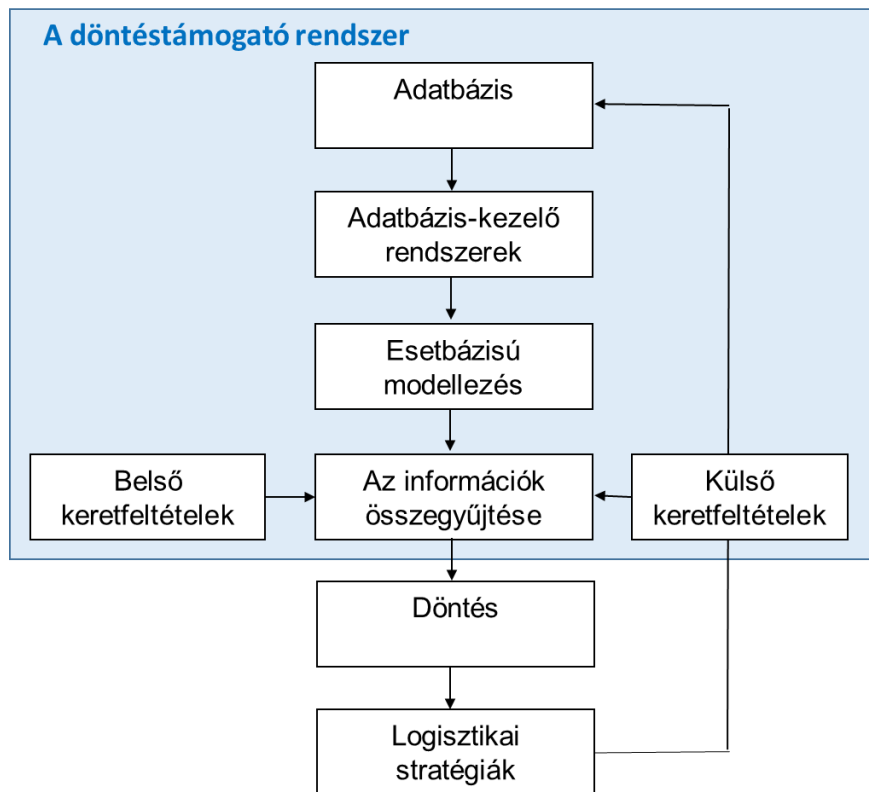 A döntéstámogató rendszer
Adatbázis
Adatbázis-kezelő
rendszerek
Esetbázisú
modellezés
Belső
keretfeltételek
Az információk
összegyűjtése
Külső
keretfeltételek
Döntés
Logisztikai
stratégiák